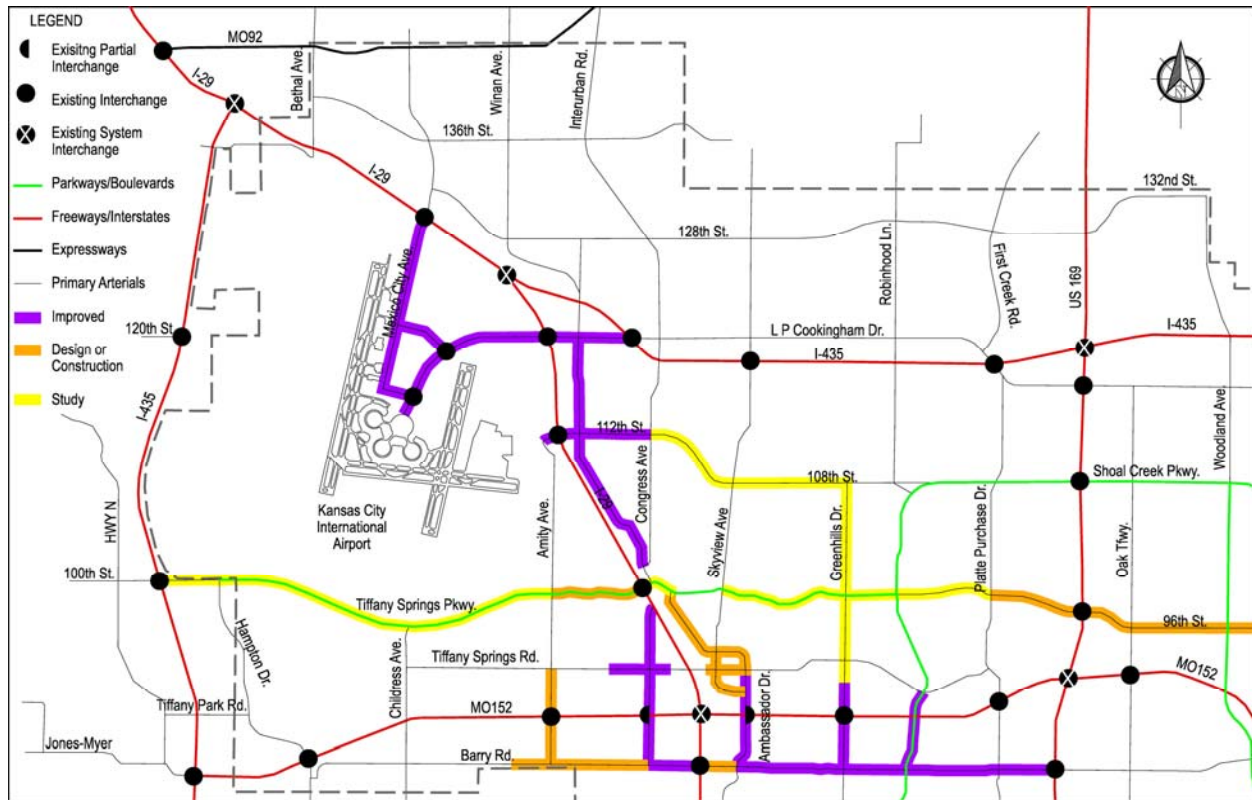 LEGEND
Exisitng Partial
Interchange
Existing Interchange
Existing System
Interchange
Parkways/Boulevards
Freeways/Interstates
Expressways
Primary Arterials
Improved
Design or
Construction
Study
MO92
I-29
Bethal Ave.
Winan Ave.
Interurban Rd.
N
136th St.
I-29
132nd St.
128th St.
Mexico City Ave.
Robinhood Ln.
First Creek Rd.
US 169
120th St.
L P Cookingham Dr.
I-435
I-435
I-435
112th St.
Woodland Ave.
108th St.
Shoal Creek Pkwy.
I-29
Congress Ave
Kansas City
International
Airport
HWY N
Amity Ave.
Skyview Ave
Greenhills Dr.
Platte Purchase Dr.
Oak Tfwy.
100th St.
Tiffany Springs Pkwy.
96th St.
Hampton Dr.
Childress Ave.
Tiffany Springs Rd.
MO152
Ambassador Dr.
Tiffany Park Rd.
MO152
Jones-Myer
Barry Rd.